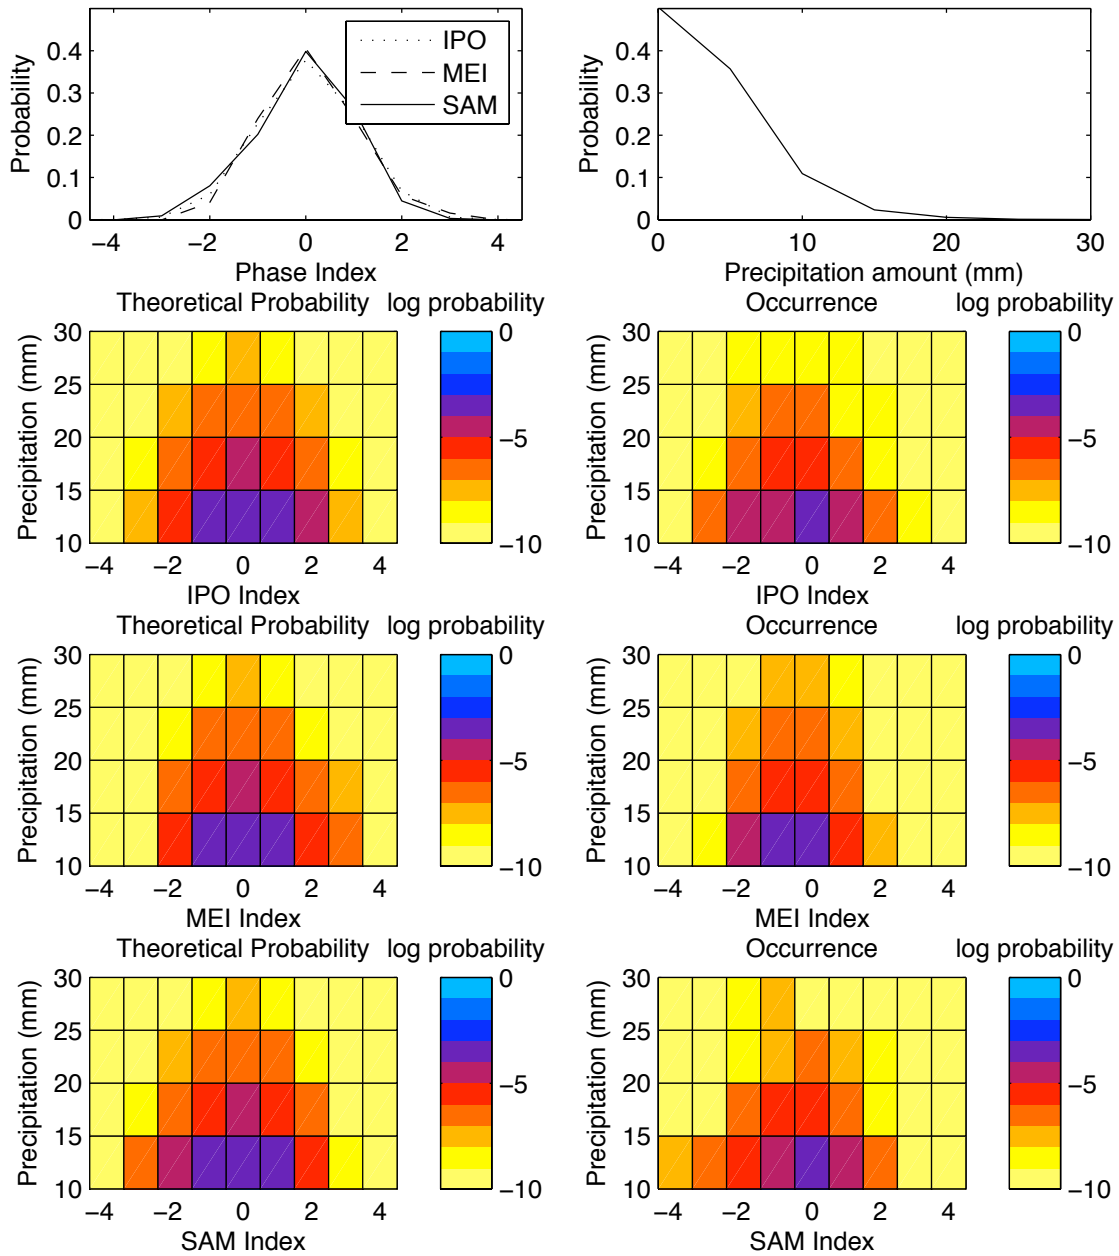 Probability
0.4
0.3
0.2
0.1
0
−4 −2 0 2 4
Phase Index
IPO
MEI
SAM
Probability
0.4
0.3
0.2
0.1
0
0 10 20 30
Precipitation amount (mm)
Theoretical Probability
log probability
Precipitation (mm)
30
25
20
15
10
−4 −2 0 2 4
IPO Index
0
−5
−10
Occurrence
log probability
Precipitation (mm)
30
25
20
15
10
−4 −2 0 2 4
IPO Index
0
−5
−10
Theoretical Probability
log probability
Precipitation (mm)
30
25
20
15
10
−4 −2 0 2 4
MEI Index
0
−5
−10
Occurrence
log probability
Precipitation (mm)
30
25
20
15
10
−4 −2 0 2 4
MEI Index
0
−5
−10
Theoretical Probability
log probability
Precipitation (mm)
30
25
20
15
10
−4 −2 0 2 4
SAM Index
0
−5
−10
Occurrence
log probability
Precipitation (mm)
30
25
20
15
10
−4 −2 0 2 4
SAM Index
0
−5
−10